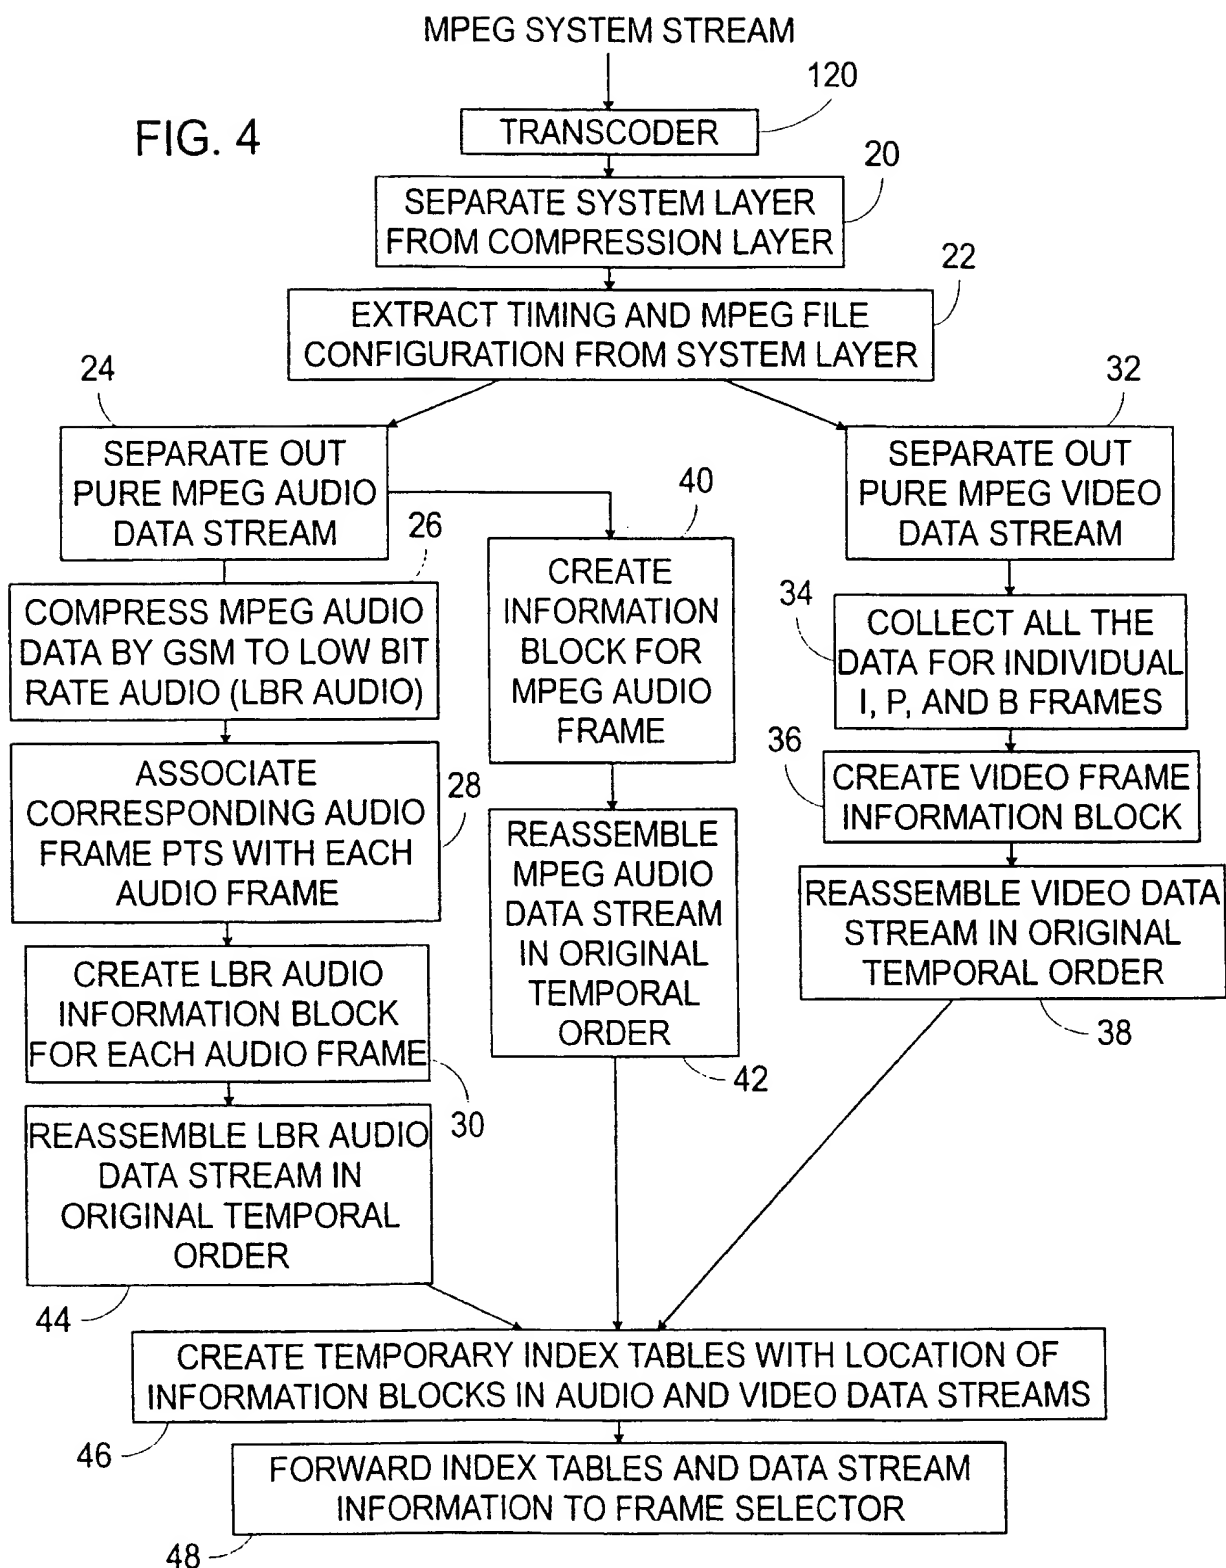 MPEG SYSTEM STREAM
120
FIG. 4
TRANSCODER
20
SEPARATE SYSTEM LAYER
FROM COMPRESSION LAYER
22
EXTRACT TIMING AND MPEG FILE
CONFIGURATION FROM SYSTEM LAYER
24
SEPARATE OUT
PURE MPEG AUDIO
DATA STREAM
26
COMPRESS MPEG AUDIO
DATA BY GSM TO LOW BIT
RATE AUDIO (LBR AUDIO)
ASSOCIATE
CORRESPONDING AUDIO
FRAME PTS WITH EACH
AUDIO FRAME
28
CREATE LBR AUDIO
INFORMATION BLOCK
FOR EACH AUDIO FRAME
30
REASSEMBLE LBR AUDIO
DATA STREAM IN
ORIGINAL TEMPORAL
ORDER
44
40
CREATE
INFORMATION
BLOCK FOR
MPEG AUDIO
FRAME
REASSEMBLE
MPEG AUDIO
DATA STREAM
IN ORIGINAL
TEMPORAL
ORDER
42
32
SEPARATE OUT
PURE MPEG VIDEO
DATA STREAM
34
COLLECT ALL THE
DATA FOR INDIVIDUAL
I, P, AND B FRAMES
36
CREATE VIDEO FRAME
INFORMATION BLOCK
REASSEMBLE VIDEO DATA
STREAM IN ORIGINAL
TEMPORAL ORDER
38
CREATE TEMPORARY INDEX TABLES WITH LOCATION OF
INFORMATION BLOCKS IN AUDIO AND VIDEO DATA STREAMS
46
FORWARD INDEX TABLES AND DATA STREAM
INFORMATION TO FRAME SELECTOR
48